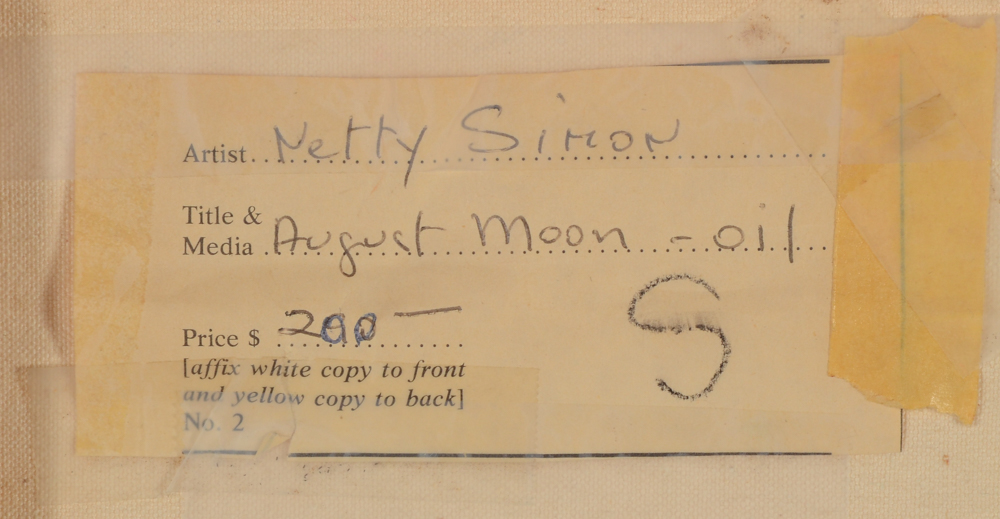 Artist.. Netty Simon
Title &
Media . August Moon - oil
Price $ 200 —
[affix white copy to front
and yellow copy to back]
No. 2
S